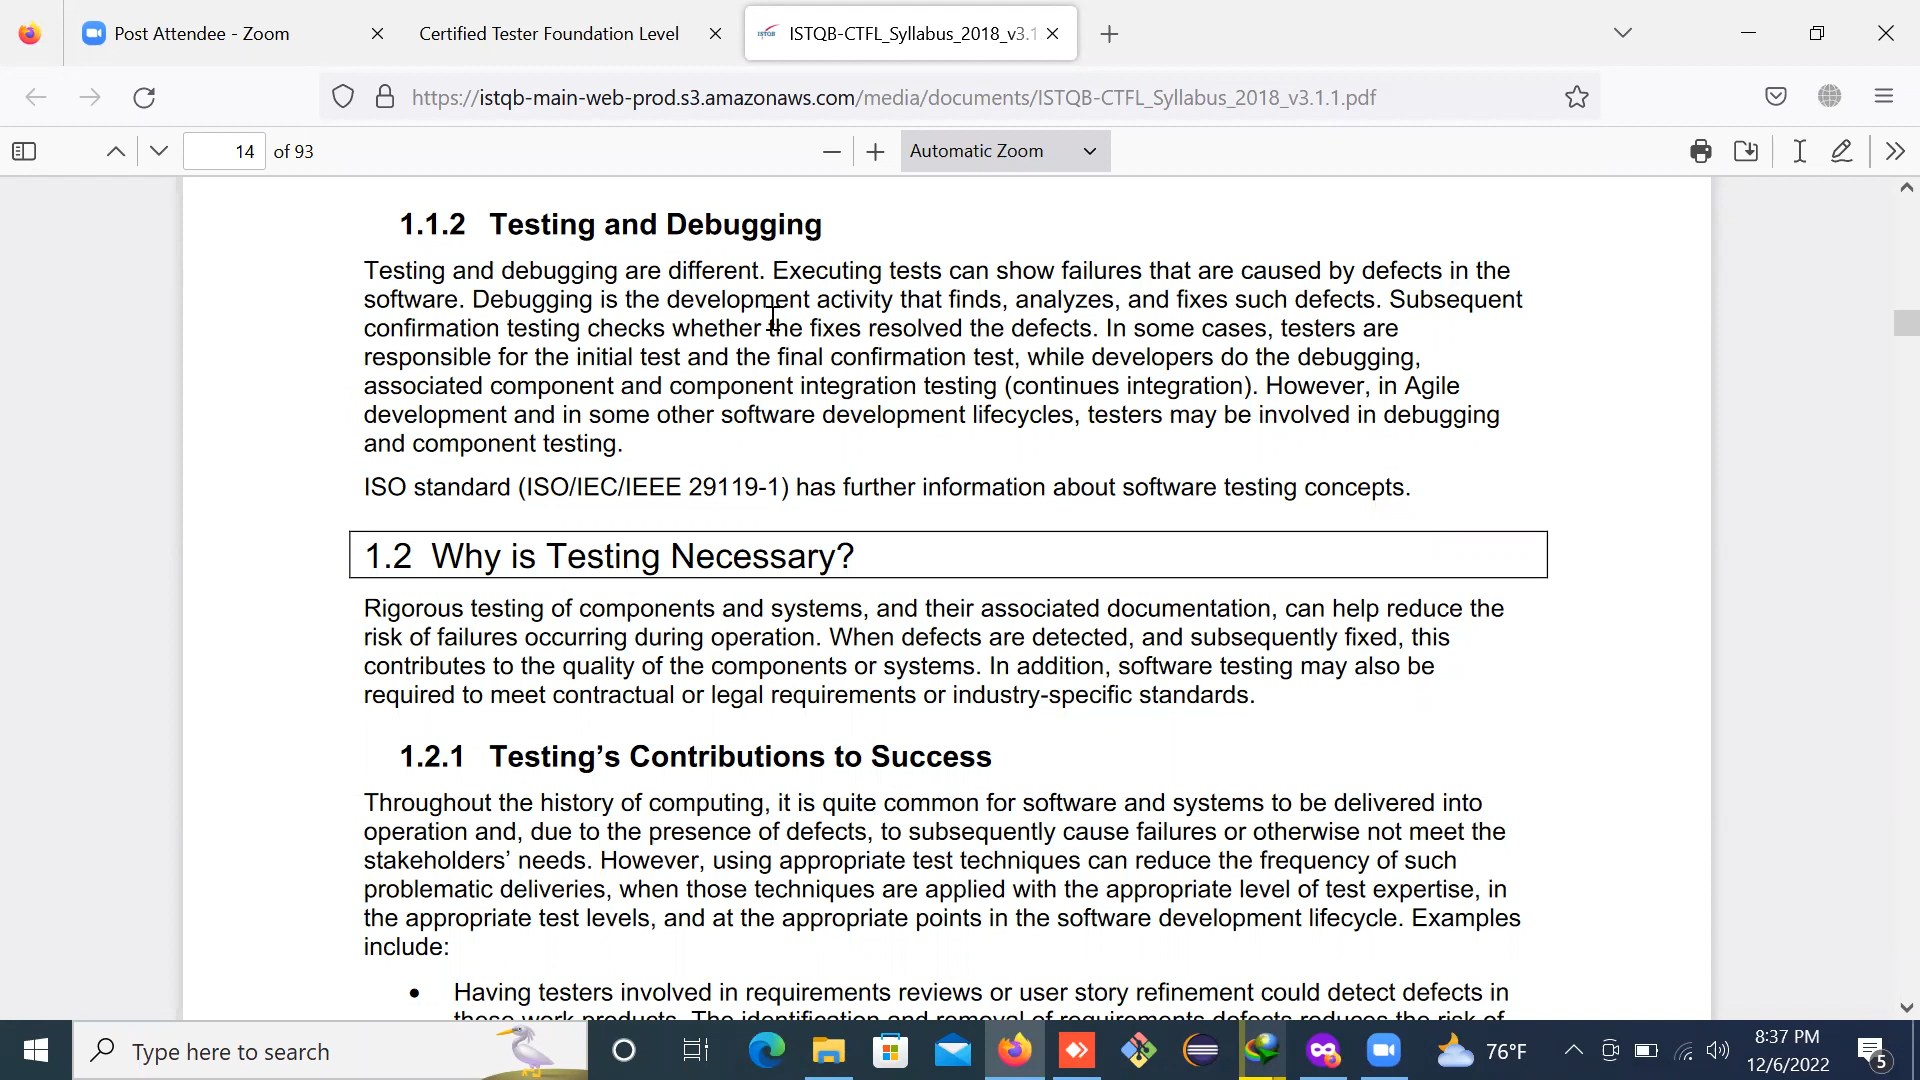 Post Attendee - Zoom
Certified Tester Foundation Level
ISTQB-CTFL_Syllabus_2018_v3.1
https://istqb-main-web-prod.s3.amazonaws.com/media/documents/ISTQB-CTFL_Syllabus_2018_v3.1.1.pdf
14 of 93
Automatic Zoom
1.1.2 Testing and Debugging
Testing and debugging are different. Executing tests can show failures that are caused by defects in the
software. Debugging is the development activity that finds, analyzes, and fixes such defects. Subsequent
confirmation testing checks whether the fixes resolved the defects. In some cases, testers are
responsible for the initial test and the final confirmation test, while developers do the debugging,
associated component and component integration testing (continues integration). However, in Agile
development and in some other software development lifecycles, testers may be involved in debugging
and component testing.
ISO standard (ISO/IEC/IEEE 29119-1) has further information about software testing concepts.
1.2 Why is Testing Necessary?
Rigorous testing of components and systems, and their associated documentation, can help reduce the
risk of failures occurring during operation. When defects are detected, and subsequently fixed, this
contributes to the quality of the components or systems. In addition, software testing may also be
required to meet contractual or legal requirements or industry-specific standards.
1.2.1 Testing’s Contributions to Success
Throughout the history of computing, it is quite common for software and systems to be delivered into
operation and, due to the presence of defects, to subsequently cause failures or otherwise not meet the
stakeholders’ needs. However, using appropriate test techniques can reduce the frequency of such
problematic deliveries, when those techniques are applied with the appropriate level of test expertise, in
the appropriate test levels, and at the appropriate points in the software development lifecycle. Examples
include:
• Having testers involved in requirements reviews or user story refinement could detect defects in
these work products. The identification and removal of requirements defects reduces the risk of
Type here to search
76°F
8:37 PM
12/6/2022
5